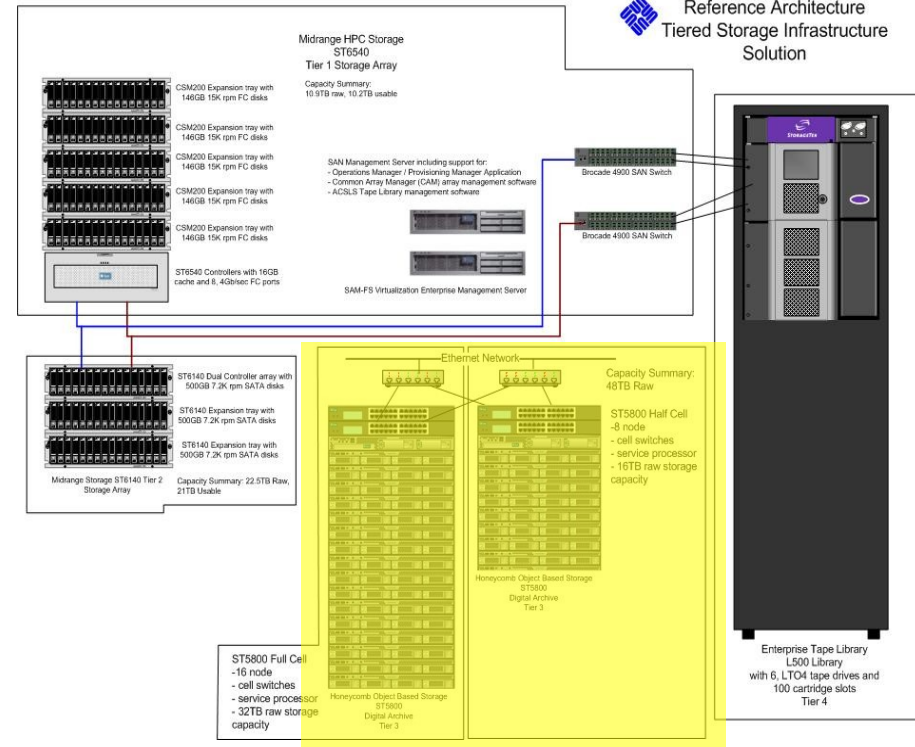 Reference Architecture
Tiered Storage Infrastructure
Solution
Midrange HPC Storage
ST6540
Tier 1 Storage Array
Capacity Summary:
10.9TB raw, 10.2TB usable
CSM200 Expansion tray with
146GB 15K rpm FC disks
CSM200 Expansion tray with
146GB 15K rpm FC disks
CSM200 Expansion tray with
146GB 15K rpm FC disks
CSM200 Expansion tray with
146GB 15K rpm FC disks
CSM200 Expansion tray with
146GB 15K rpm FC disks
ST6540 Controllers with 16GB
cache and 8, 4Gb/sec FC ports
SAN Management Server including support for:
- Operations Manager / Provisioning Manager Application
- Common Array Manager (CAM) array management software
- ACSLS Tape Library management software
SAM-FS Virtualization Enterprise Management Server
Brocade 4900 SAN Switch
Brocade 4900 SAN Switch
STORAGETEK
ST6140 Dual Controller array with
500GB 7.2K rpm SATA disks
ST6140 Expansion tray with
500GB 7.2K rpm SATA disks
ST6140 Expansion tray with
500GB 7.2K rpm SATA disks
Midrange Storage ST6140 Tier 2
Storage Array
Capacity Summary: 22.5TB Raw,
21TB Usable
Ethernet Network
Capacity Summary:
48TB Raw
ST5800 Half Cell
-8 node
- cell switches
- service processor
- 16TB raw storage
capacity
Honeycomb Object Based Storage
ST5800
Digital Archive
Tier 3
ST5800 Full Cell
-16 node
- cell switches
- service processor
- 32TB raw storage
capacity
Honeycomb Object Based Storage
ST5800
Digital Archive
Tier 3
Enterprise Tape Library
L500 Library
with 6, LTO4 tape drives and
100 cartridge slots
Tier 4